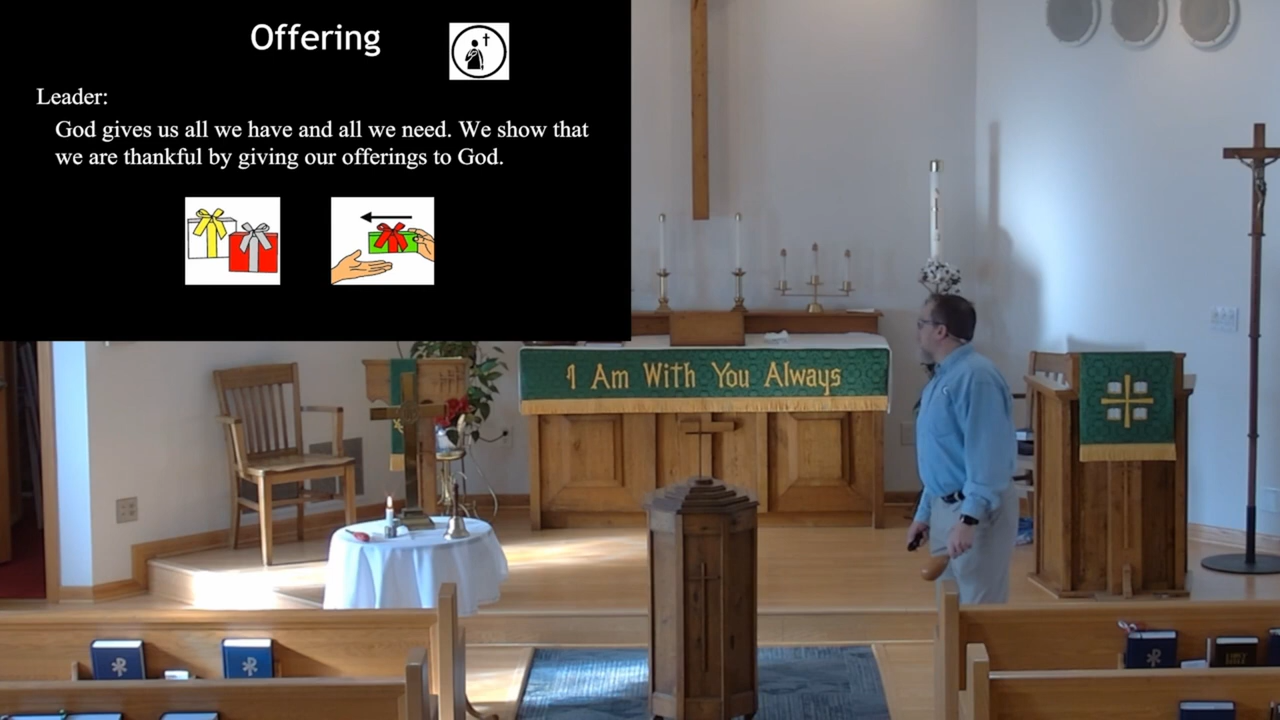 Offering
Leader:
God gives us all we have and all we need. We show that
we are thankful by giving our offerings to God.
I Am With You Always